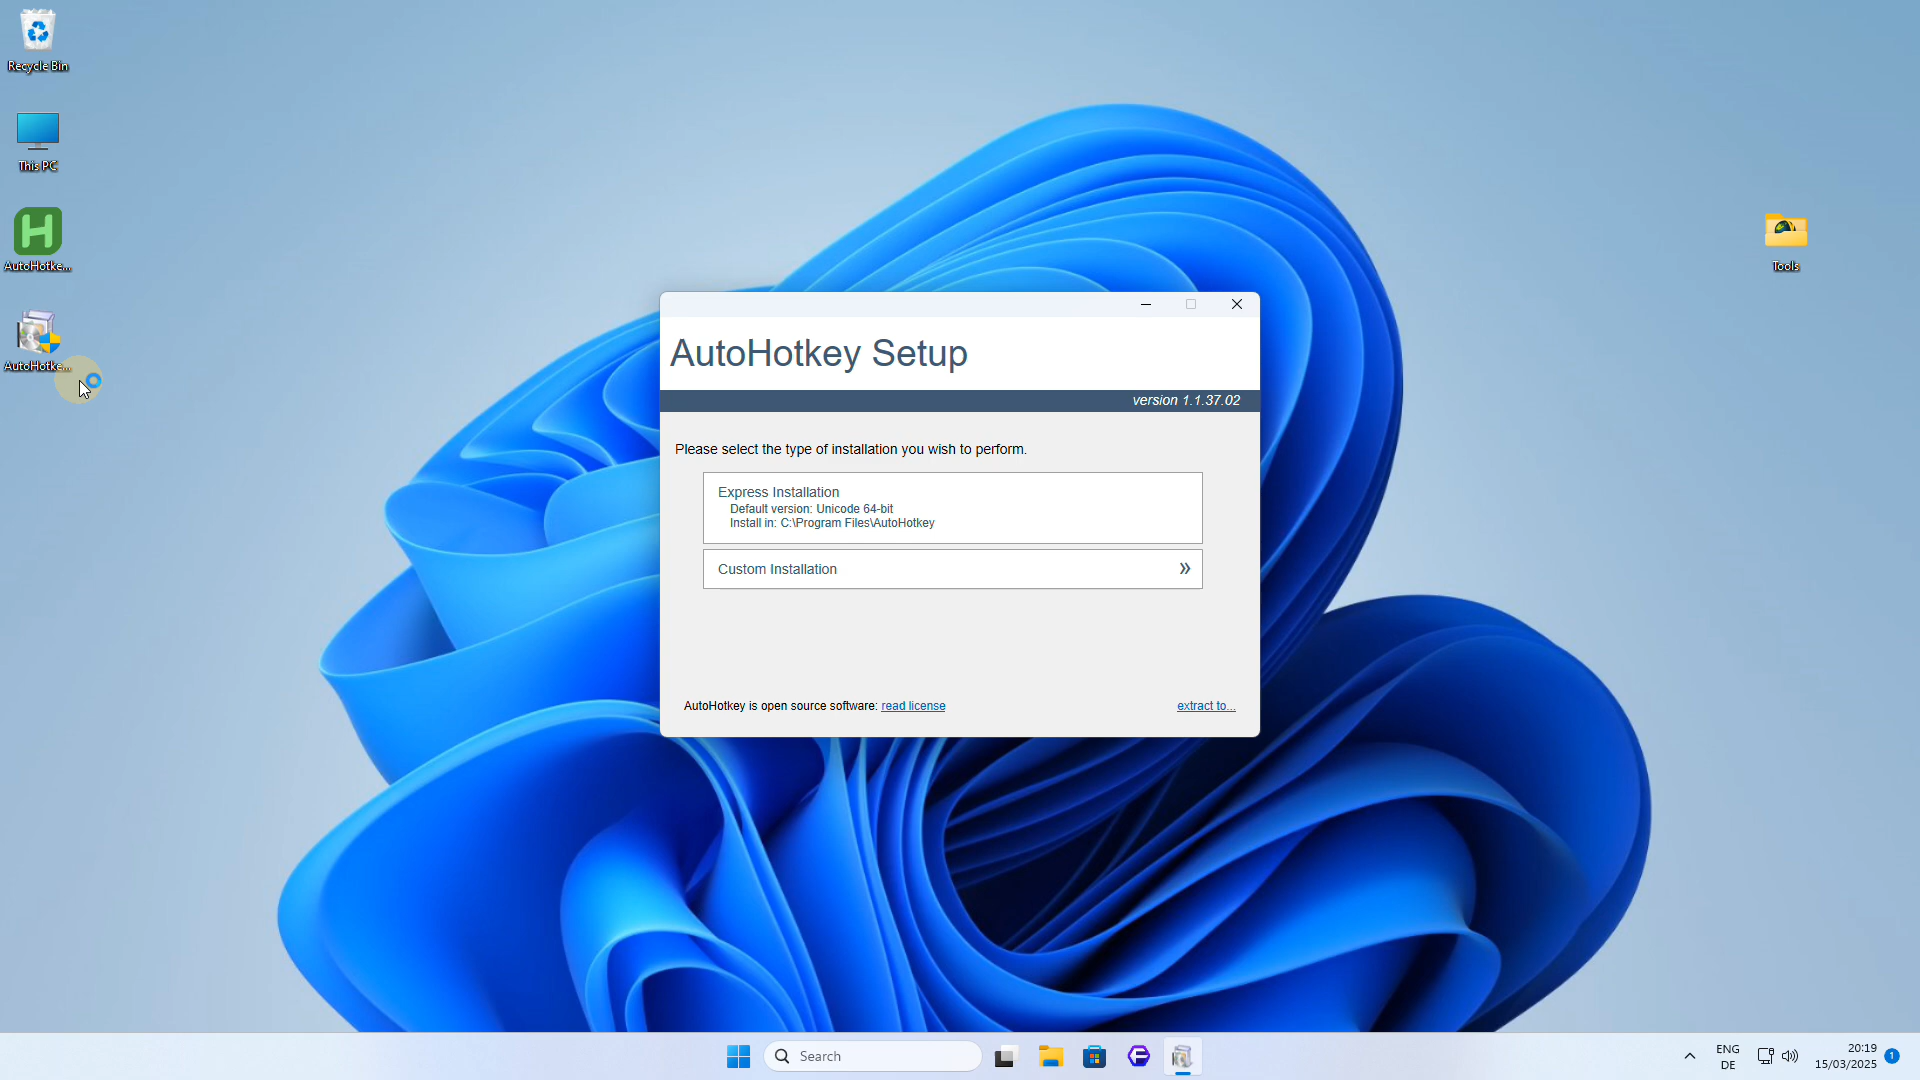 Recycle Bin
This PC
AutoHotke...
AutoHotke...
Tools
AutoHotkey Setup
version 1.1.37.02
Please select the type of installation you wish to perform.
Express Installation
Default version: Unicode 64-bit
Install in: C:\Program Files\AutoHotkey
Custom Installation »
AutoHotkey is open source software: read license
extract to...
Search
ENG
DE
20:19
15/03/2025
1